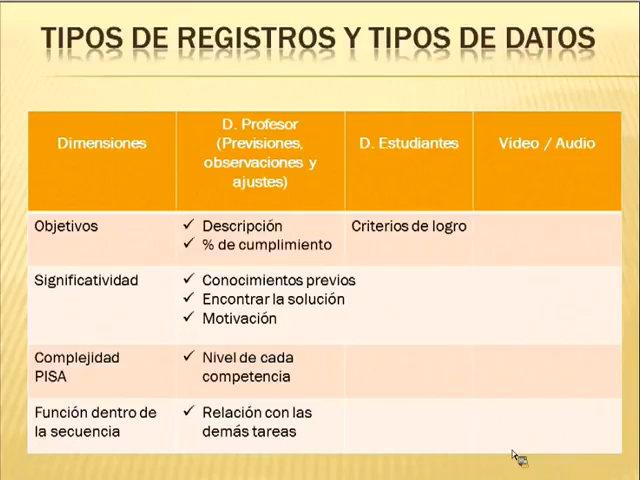 TIPOS DE REGISTROS Y TIPOS DE DATOS
Dimensiones
D. Profesor
(Previsiones,
observaciones y
ajustes)
D. Estudiantes
Video / Audio
Objetivos
✓ Descripción
✓ % de cumplimiento
Criterios de logro
Significatividad
✓ Conocimientos previos
✓ Encontrar la solución
✓ Motivación
Complejidad
PISA
✓ Nivel de cada
competencia
Función dentro de
la secuencia
✓ Relación con las
demás tareas